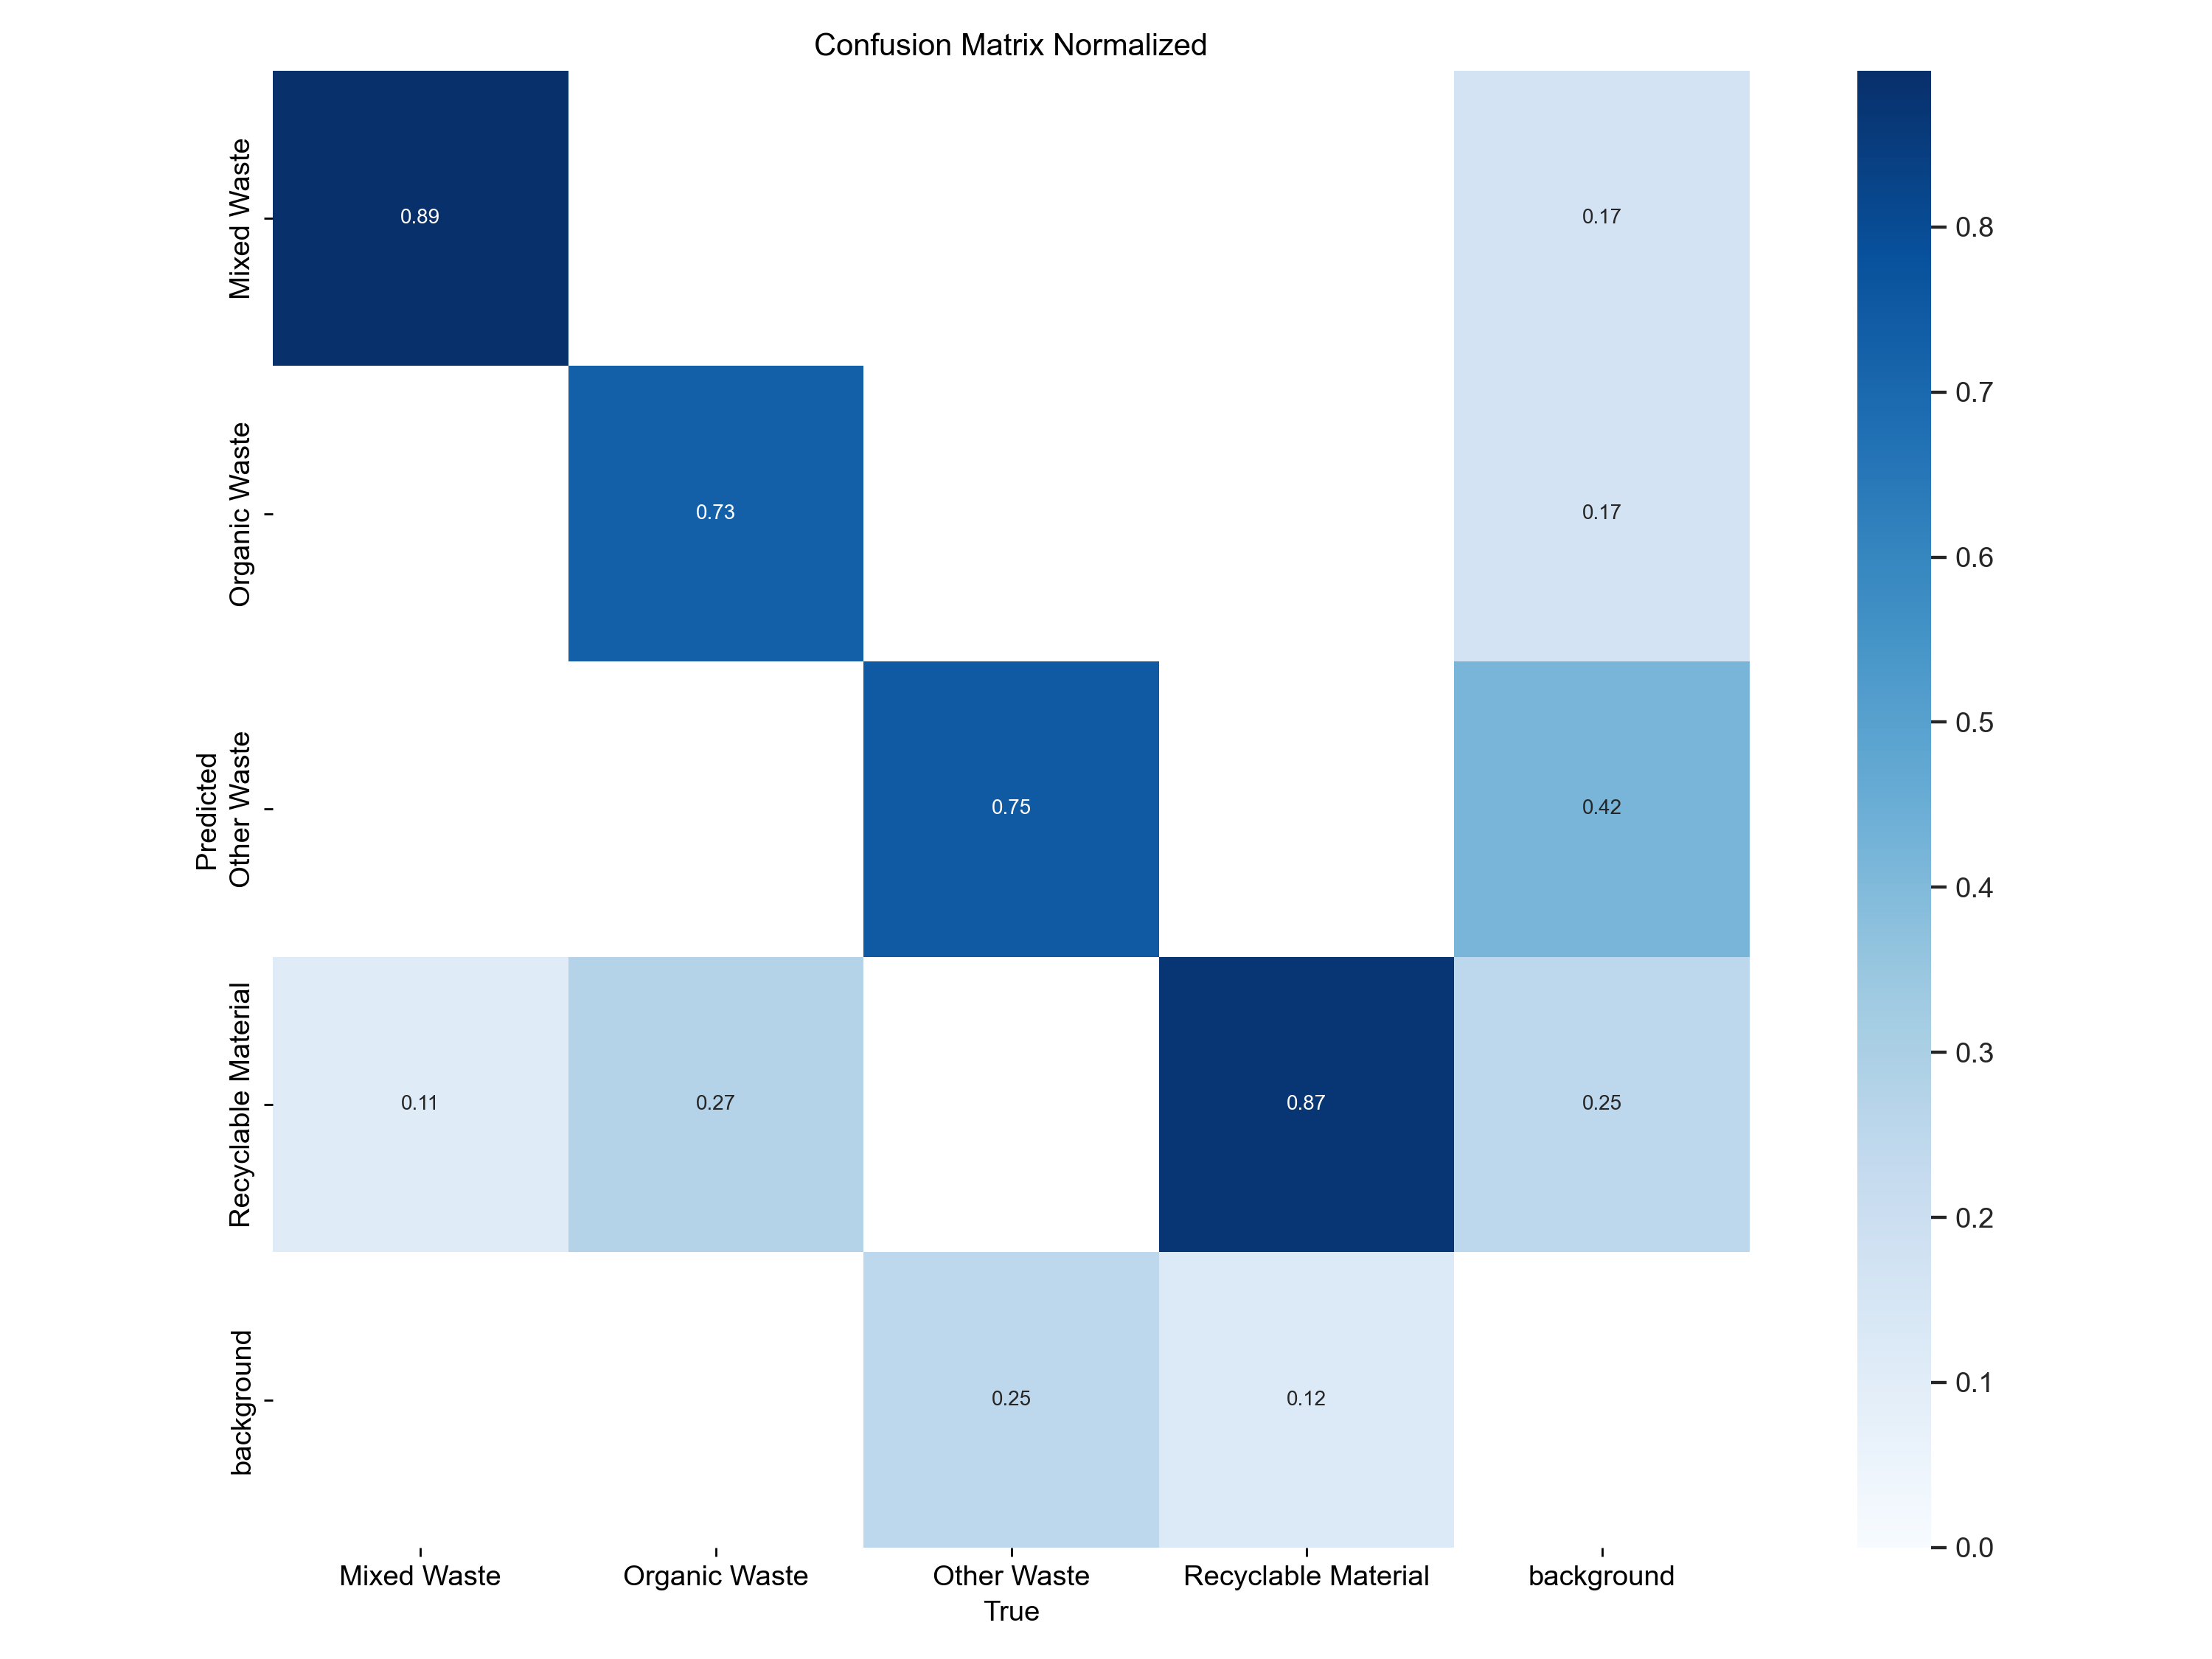 Confusion Matrix Normalized
Mixed Waste
0.89
0.17
Organic Waste
0.73
0.17
Predicted
Other Waste
0.75
0.42
Recyclable Material
0.11
0.27
0.87
0.25
background
0.25
0.12
Mixed Waste
Organic Waste
Other Waste
Recyclable Material
background
True
0.8
0.7
0.6
0.5
0.4
0.3
0.2
0.1
0.0